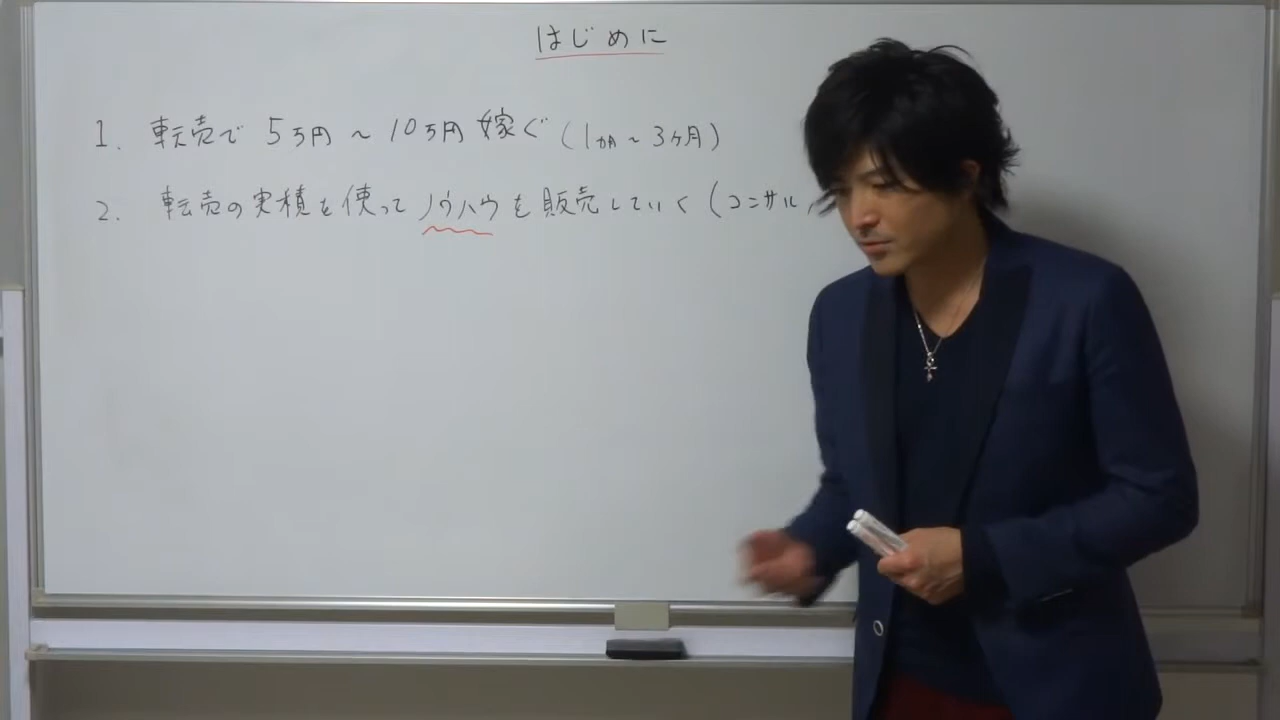 はじめに
1. 転売で 5万円 ~ 10万円 嫁ぐ (1ヵ月 ~ 3ヶ月)
2. 転売の実積を使ってノウハウを販売していく (コンサル